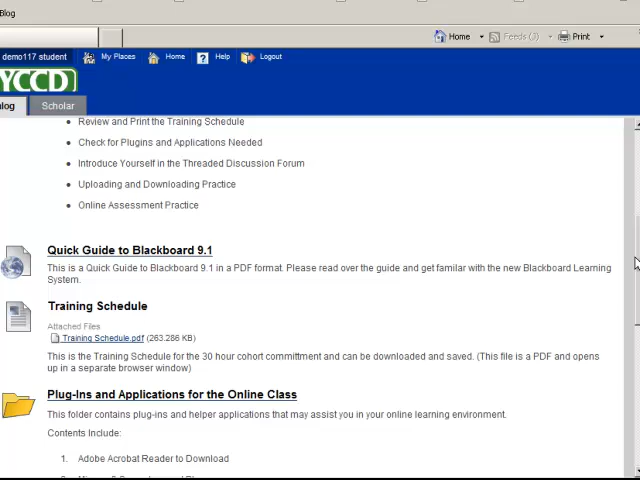 Blog
Home Feeds (J) Print
demo117 student My Places Home Help Logout
YCCD
Scholar
Review and Print the Training Schedule
Check for Plugins and Applications Needed
Introduce Yourself in the Threaded Discussion Forum
Uploading and Downloading Practice
Online Assessment Practice
Quick Guide to Blackboard 9.1
This is a Quick Guide to Blackboard 9.1 in a PDF format. Please read over the guide and get familar with the new Blackboard Learning
System.
Training Schedule
Attached Files
Training Schedule.pdf (263.286 KB)
This is the Training Schedule for the 30 hour cohort committment and can be downloaded and saved. (This file is a PDF and opens
up in a separate browser window)
Plug-Ins and Applications for the Online Class
This folder contains plug-ins and helper applications that may assist you in your online learning environment.
Contents Include:
1. Adobe Acrobat Reader to Download